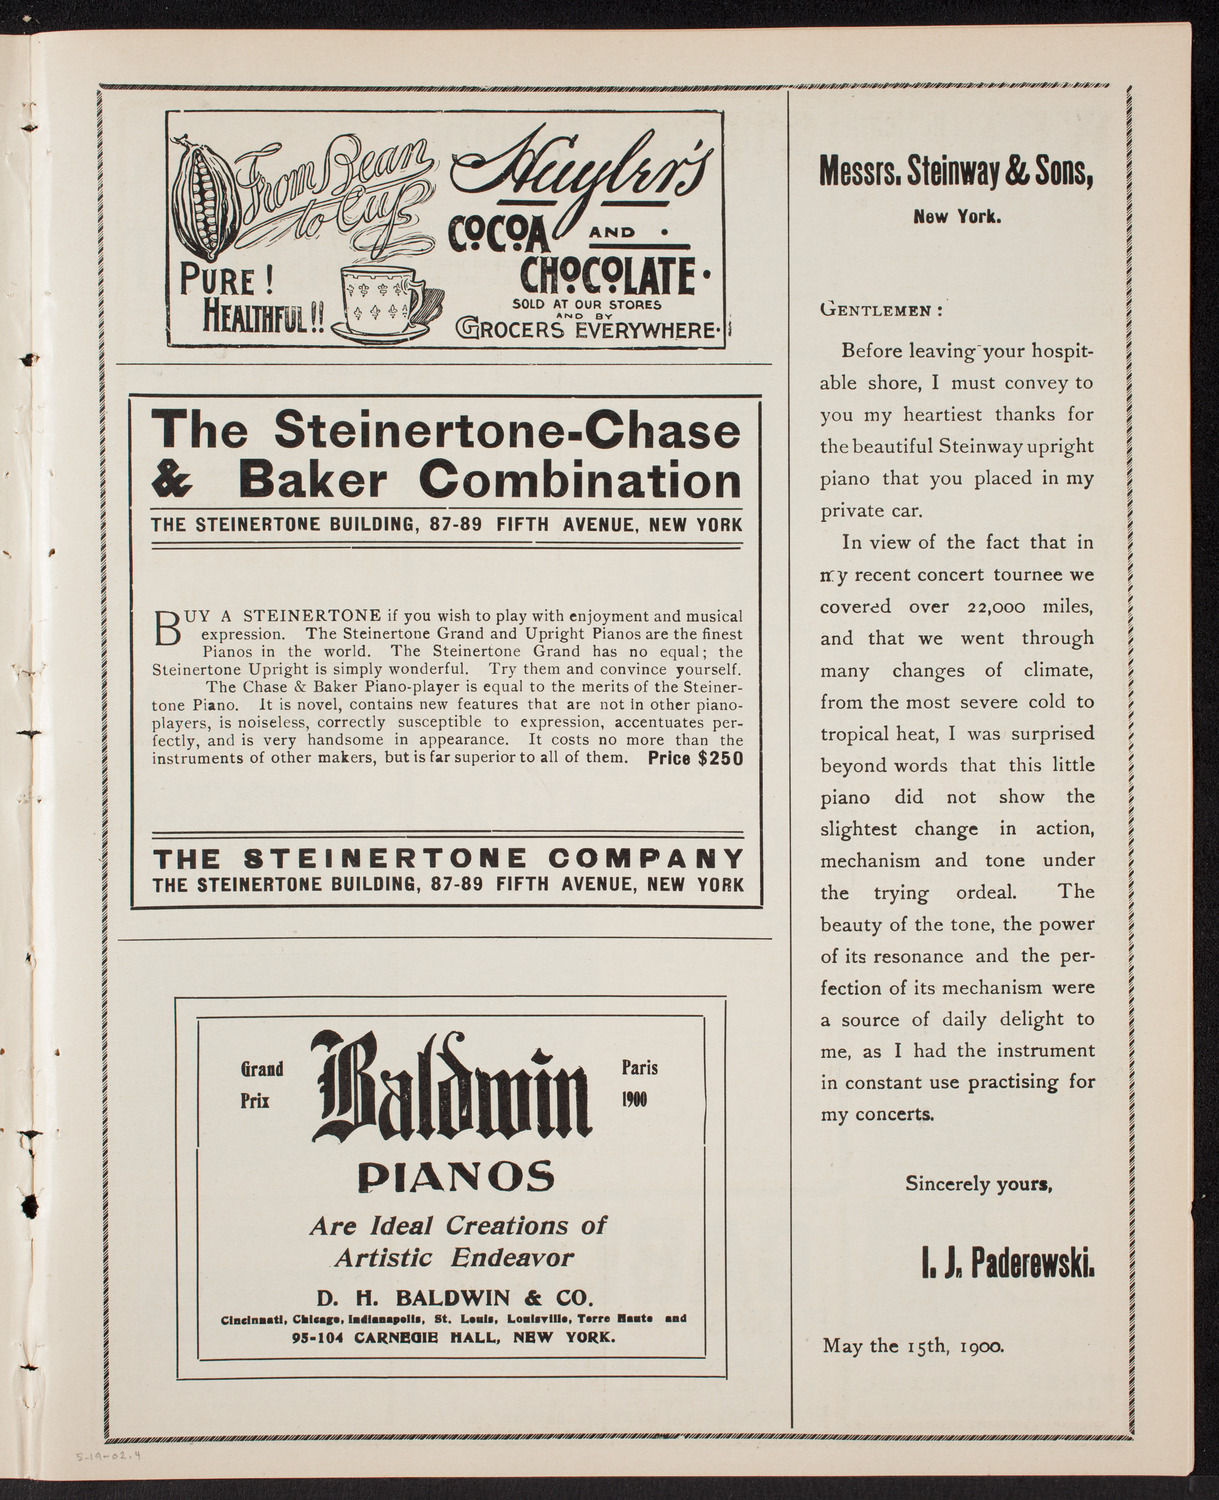 From Bean
to Cup
PURE!
HEALTHFUL!!
Huyler's
COCOA AND
CHOCOLATE
SOLD AT OUR STORES
AND BY
GROCERS EVERYWHERE
The Steinertone-Chase
& Baker Combination
THE STEINERTONE BUILDING, 87-89 FIFTH AVENUE, NEW YORK
BUY A STEINERTONE if you wish to play with enjoyment and musical
expression. The Steinertone Grand and Upright Pianos are the finest
Pianos in the world. The Steinertone Grand has no equal; the
Steinertone Upright is simply wonderful. Try them and convince yourself.
The Chase & Baker Piano-player is equal to the merits of the Steiner-
tone Piano. It is novel, contains new features that are not in other piano-
players, is noiseless, correctly susceptible to expression, accentuates per-
fectly, and is very handsome in appearance. It costs no more than the
instruments of other makers, but is far superior to all of them. Price $250
THE STEINERTONE COMPANY
THE STEINERTONE BUILDING, 87-89 FIFTH AVENUE, NEW YORK
Grand
Prix
Baldwin
Paris
1900
PIANOS
Are Ideal Creations of
Artistic Endeavor
D. H. BALDWIN & CO.
Cincinnati, Chicago, Indianapolis, St. Louis, Louisville, Terre Haute and
95-104 CARNEGIE HALL, NEW YORK.
Messrs. Steinway & Sons,
New York.
GENTLEMEN:
Before leaving your hospit-
able shore, I must convey to
you my heartiest thanks for
the beautiful Steinway upright
piano that you placed in my
private car.
In view of the fact that in
my recent concert tournee we
covered over 22,000 miles,
and that we went through
many changes of climate,
from the most severe cold to
tropical heat, I was surprised
beyond words that this little
piano did not show the
slightest change in action,
mechanism and tone under
the trying ordeal. The
beauty of the tone, the power
of its resonance and the per-
fection of its mechanism were
a source of daily delight to
me, as I had the instrument
in constant use practising for
my concerts.
Sincerely yours,
I. J. Paderewski.
May the 15th, 1900.
5-19-02.4